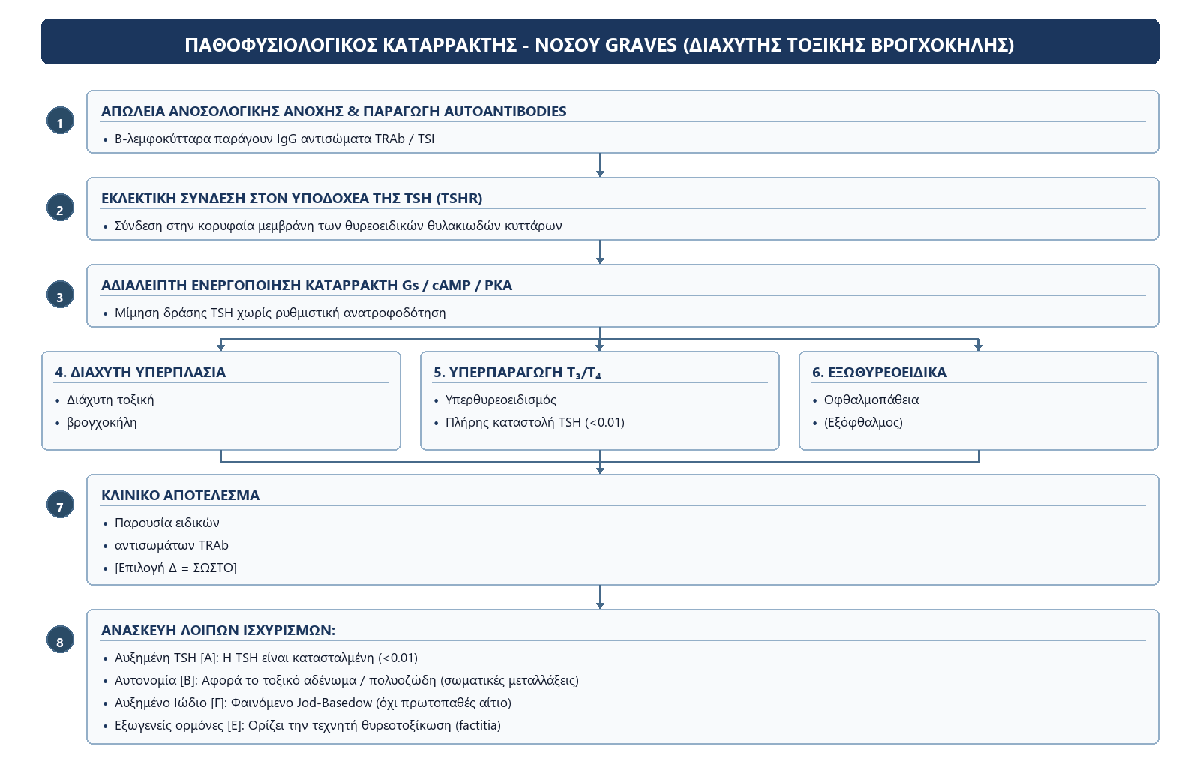 ΠΑΘΟΦΥΣΙΟΛΟΓΙΚΟΣ ΚΑΤΑΡΡΑΚΤΗΣ - ΝΟΣΟΥ GRAVES (ΔΙΑΧΥΤΗΣ ΤΟΞΙΚΗΣ ΒΡΟΓΧΟΚΗΛΗΣ)
1
ΑΠΩΛΕΙΑ ΑΝΟΣΟΛΟΓΙΚΗΣ ΑΝΟΧΗΣ & ΠΑΡΑΓΩΓΗ AUTOANTIBODIES
• Β-λεμφοκύτταρα παράγουν IgG αντισώματα TRAb / TSI
2
ΕΚΛΕΚΤΙΚΗ ΣΥΝΔΕΣΗ ΣΤΟΝ ΥΠΟΔΟΧΕΑ ΤΗΣ TSH (TSHR)
• Σύνδεση στην κορυφαία μεμβράνη των θυρεοειδικών θυλακιωδών κυττάρων
3
ΑΔΙΑΛΕΙΠΤΗ ΕΝΕΡΓΟΠΟΙΗΣΗ ΚΑΤΑΡΡΑΚΤΗ Gs / cAMP / PKA
• Μίμηση δράσης TSH χωρίς ρυθμιστική ανατροφοδότηση
4. ΔΙΑΧΥΤΗ ΥΠΕΡΠΛΑΣΙΑ
• Διάχυτη τοξική
• βρογχοκήλη
5. ΥΠΕΡΠΑΡΑΓΩΓΗ T₃/T₄
• Υπερθυρεοειδισμός
• Πλήρης καταστολή TSH (<0.01)
6. ΕΞΩΘΥΡΕΟΕΙΔΙΚΑ
• Οφθαλμοπάθεια
• (Εξόφθαλμος)
7
ΚΛΙΝΙΚΟ ΑΠΟΤΕΛΕΣΜΑ
• Παρουσία ειδικών
• αντισωμάτων TRAb
• [Επιλογή Δ = ΣΩΣΤΟ]
8
ΑΝΑΣΚΕΥΗ ΛΟΙΠΩΝ ΙΣΧΥΡΙΣΜΩΝ:
• Αυξημένη TSH [Α]: Η TSH είναι κατασταλμένη (<0.01)
• Αυτονομία [Β]: Αφορά το τοξικό αδένωμα / πολυοζώδη (σωματικές μεταλλάξεις)
• Αυξημένο Ιώδιο [Γ]: Φαινόμενο Jod-Basedow (όχι πρωτοπαθές αίτιο)
• Εξωγενείς ορμόνες [Ε]: Ορίζει την τεχνητή θυρεοτοξίκωση (factitia)